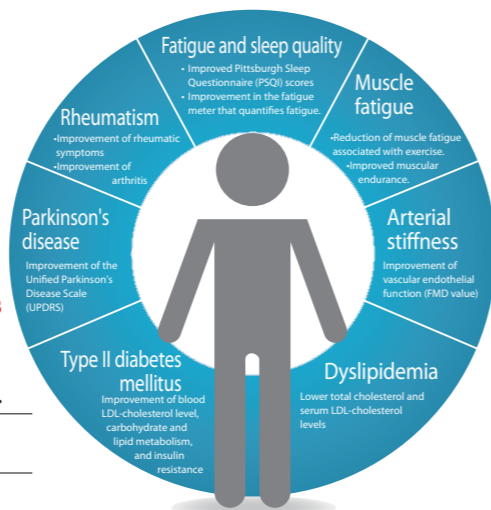 Fatigue and sleep quality
• Improved Pittsburgh Sleep
Questionnaire (PSQI) scores
• Improvement in the fatigue
meter that quantifies fatigue.
Muscle
fatigue
•Reduction of muscle fatigue
associated with exercise.
•Improved muscular
endurance.
Arterial
stiffness
Improvement of
vascular endothelial
function (FMD value)
Dyslipidemia
Lower total cholesterol and
serum LDL-cholesterol
levels
Type II diabetes
mellitus
Improvement of blood
LDL-cholesterol level,
carbohydrate and
lipid metabolism,
and insulin
resistance
Parkinson's
disease
Improvement of the
Unified Parkinson's
Disease Scale
(UPDRS)
Rheumatism
•Improvement of rheumatic
symptoms
•Improvement of
arthritis